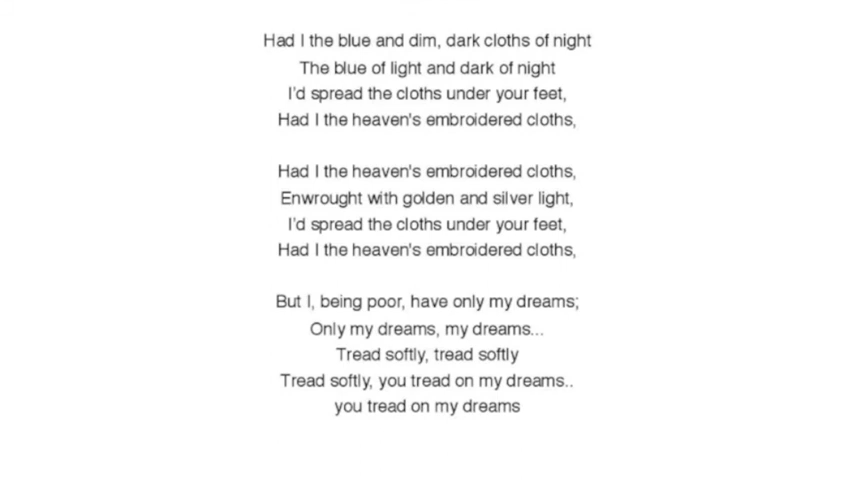 Had I the blue and dim, dark cloths of night
The blue of light and dark of night
I'd spread the cloths under your feet,
Had I the heaven's embroidered cloths,
Had I the heaven's embroidered cloths,
Enwrought with golden and silver light,
I'd spread the cloths under your feet,
Had I the heaven's embroidered cloths,
But I, being poor, have only my dreams;
Only my dreams, my dreams...
Tread softly, tread softly
Tread softly, you tread on my dreams..
you tread on my dreams